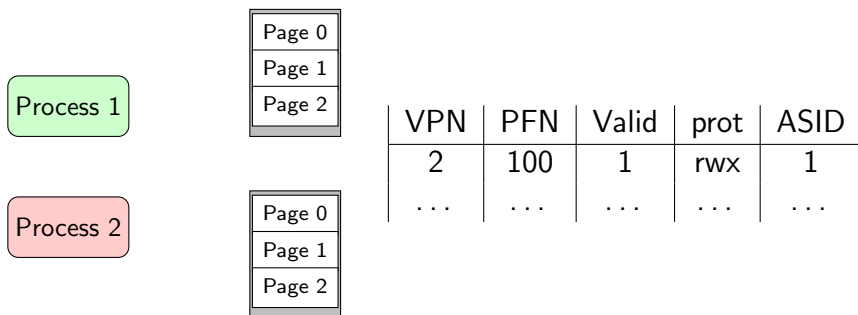 Process 1
Page 0
Page 1
Page 2
Process 2
Page 0
Page 1
Page 2
VPN PFN Valid prot ASID
2 100 1 rwx 1
. . . . . . . . . . . . . . .